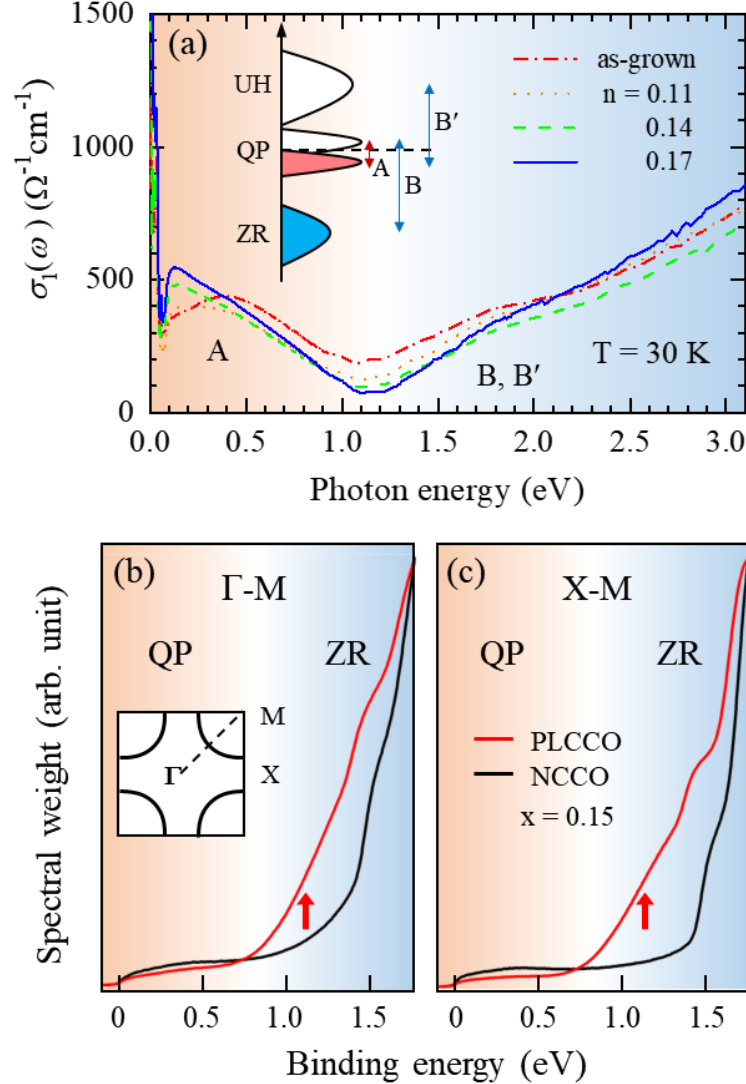 1500
1000
500
0
σ₁(ω) (Ω⁻¹cm⁻¹)
(a)
UH
QP
ZR
A
B
B′
as-grown
n = 0.11
0.14
0.17
A
B, B′
T = 30 K
0.0 0.5 1.0 1.5 2.0 2.5 3.0
Photon energy (eV)
Spectral weight (arb. unit)
(b)
Γ-M
QP
ZR
M
Γ
X
0 0.5 1.0 1.5
(c)
X-M
QP
ZR
PLCCO
NCCO
x = 0.15
0 0.5 1.0 1.5
Binding energy (eV)